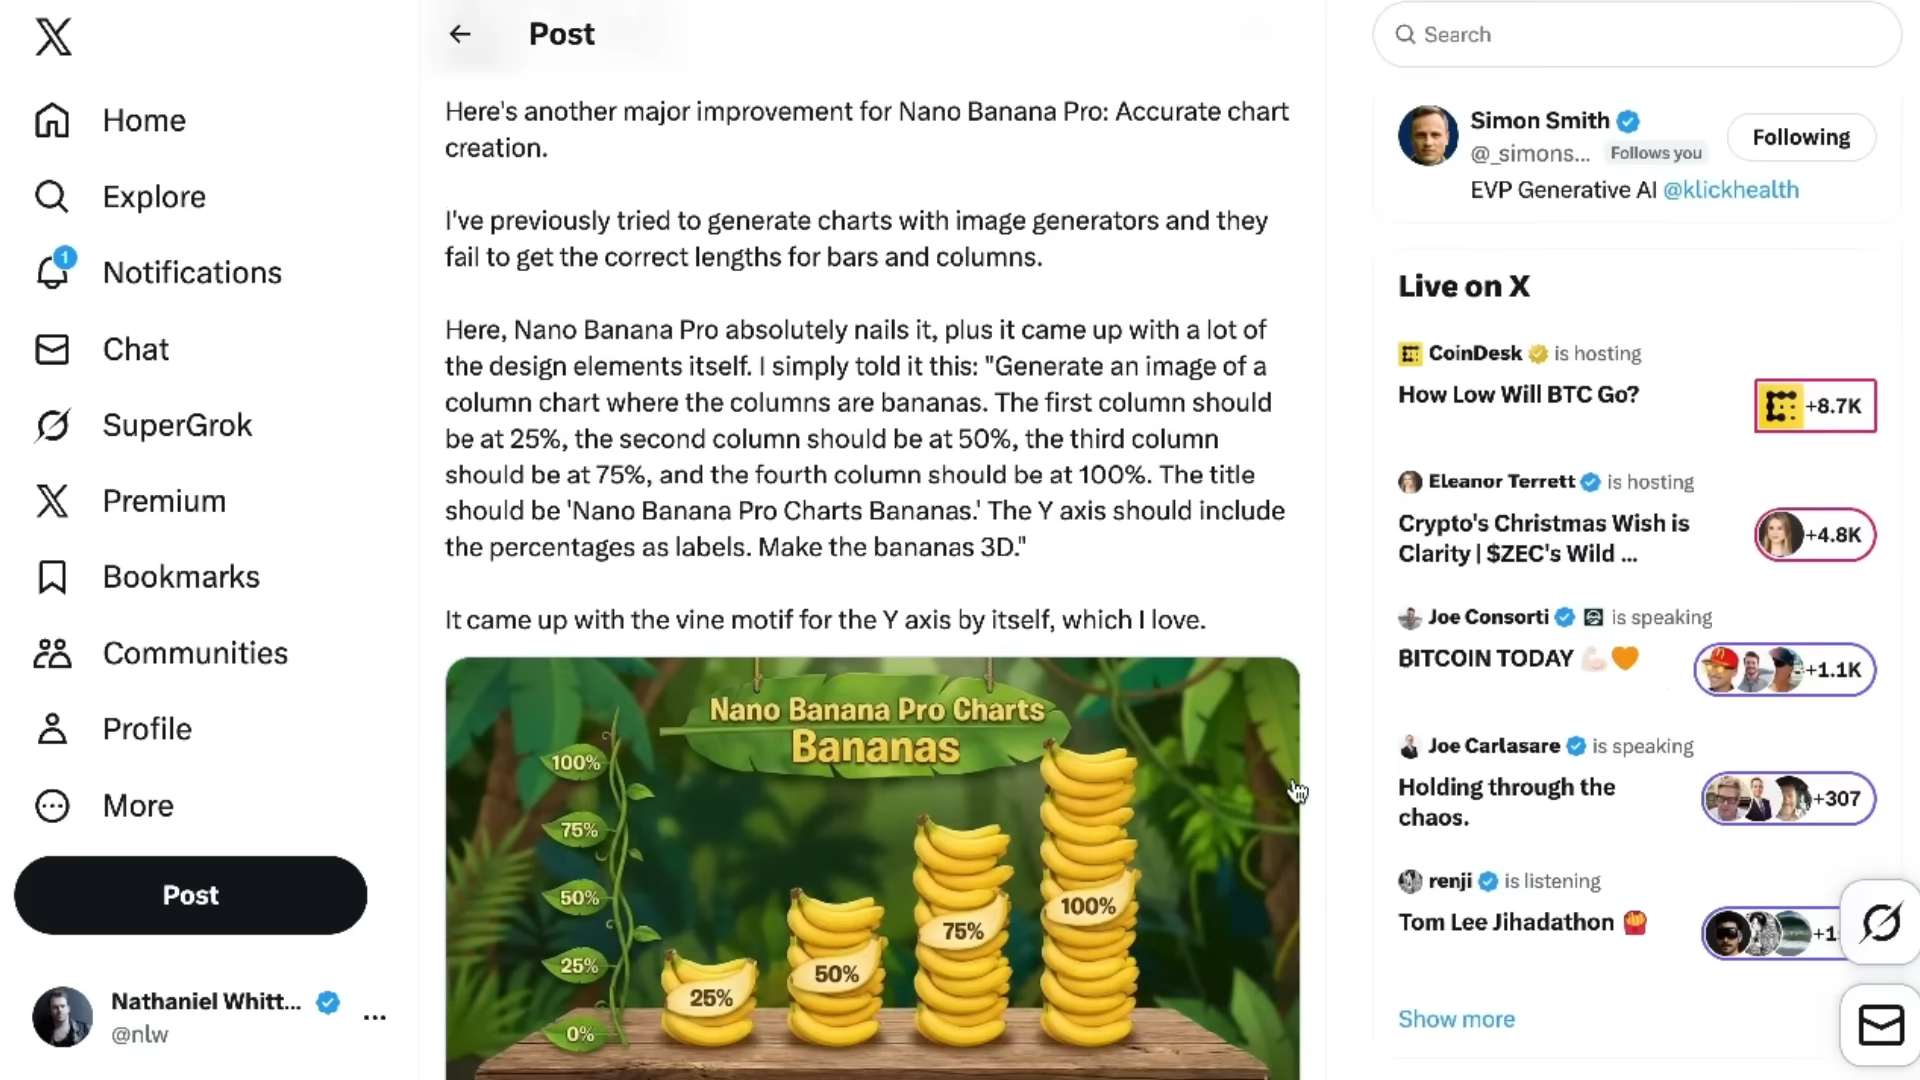 Home
Explore
1
Notifications
Chat
SuperGrok
Premium
Bookmarks
Communities
Profile
More
Post
Nathaniel Whitt...
@nlw
Post
Here's another major improvement for Nano Banana Pro: Accurate chart
creation.
I've previously tried to generate charts with image generators and they
fail to get the correct lengths for bars and columns.
Here, Nano Banana Pro absolutely nails it, plus it came up with a lot of
the design elements itself. I simply told it this: "Generate an image of a
column chart where the columns are bananas. The first column should
be at 25%, the second column should be at 50%, the third column
should be at 75%, and the fourth column should be at 100%. The title
should be 'Nano Banana Pro Charts Bananas.' The Y axis should include
the percentages as labels. Make the bananas 3D."
It came up with the vine motif for the Y axis by itself, which I love.
Nano Banana Pro Charts
Bananas
100%
75%
50%
25%
0%
25%
50%
75%
100%
Search
Simon Smith
@_simons... Follows you
Following
EVP Generative AI @klickhealth
Live on X
CoinDesk is hosting
How Low Will BTC Go?
+8.7K
Eleanor Terrett is hosting
Crypto's Christmas Wish is
Clarity | $ZEC's Wild ...
+4.8K
Joe Consorti is speaking
BITCOIN TODAY 💪🏻🧡
+1.1K
Joe Carlasare is speaking
Holding through the
chaos.
+307
renji is listening
Tom Lee Jihadathon 🍟
Show more